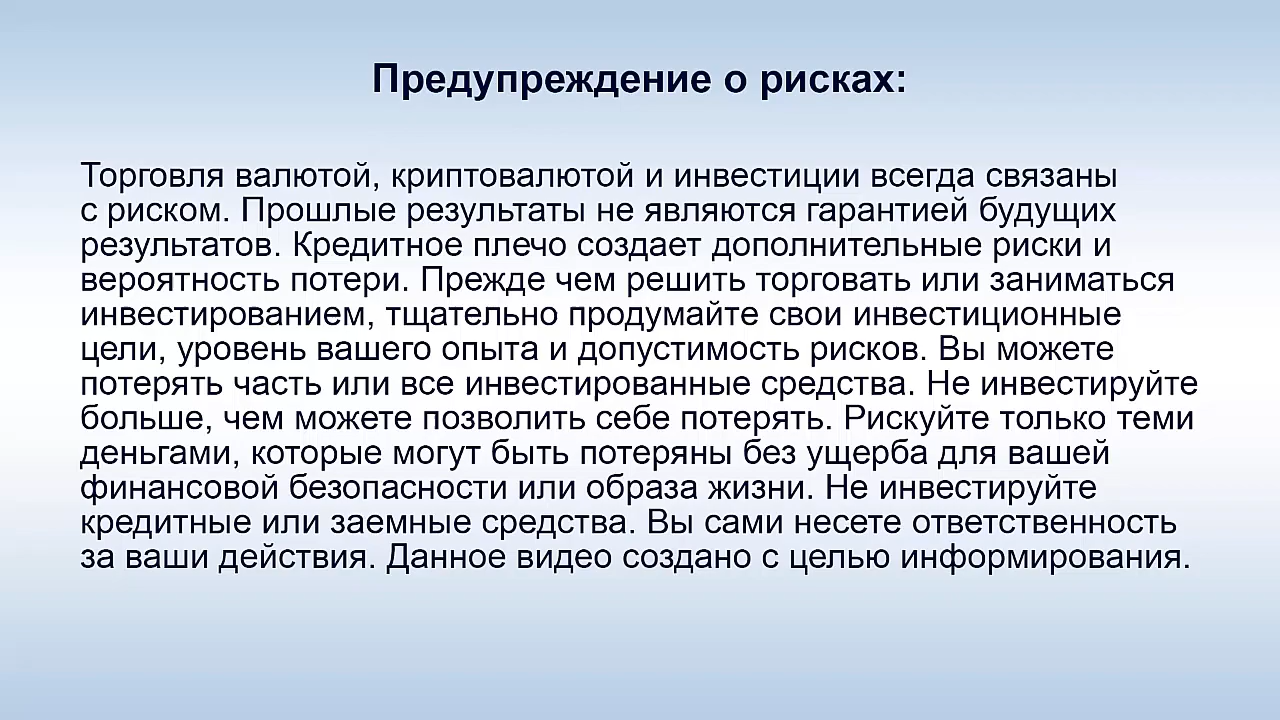 Предупреждение о рисках:
Торговля валютой, криптовалютой и инвестиции всегда связаны
с риском. Прошлые результаты не являются гарантией будущих
результатов. Кредитное плечо создает дополнительные риски и
вероятность потери. Прежде чем решить торговать или заниматься
инвестированием, тщательно продумайте свои инвестиционные
цели, уровень вашего опыта и допустимость рисков. Вы можете
потерять часть или все инвестированные средства. Не инвестируйте
больше, чем можете позволить себе потерять. Рискуйте только теми
деньгами, которые могут быть потеряны без ущерба для вашей
финансовой безопасности или образа жизни. Не инвестируйте
кредитные или заемные средства. Вы сами несете ответственность
за ваши действия. Данное видео создано с целью информирования.